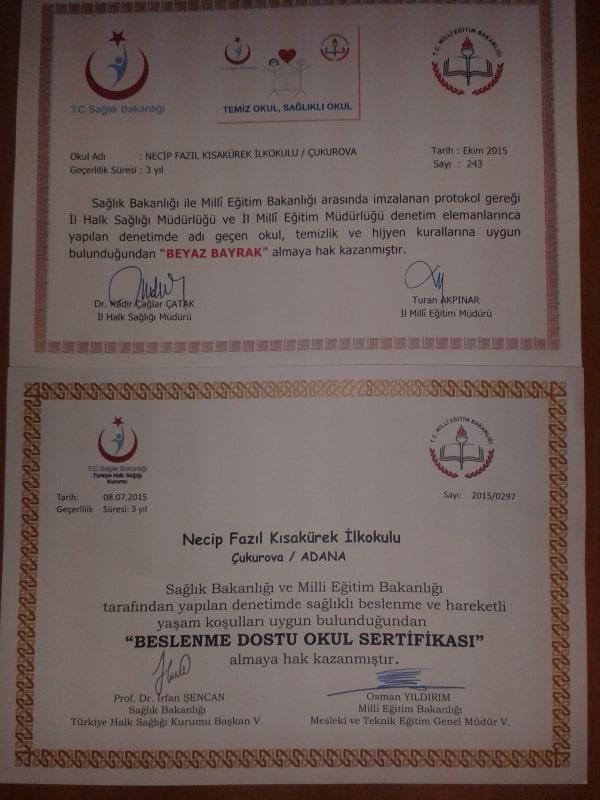 T.C. Sağlık Bakanlığı
TEMİZ OKUL, SAĞLIKLI OKUL
T.C. MİLLİ EĞİTİM BAKANLIĞI
Okul Adı : NECİP FAZIL KISAKÜREK İLKOKULU / ÇUKUROVA
Geçerlilik Süresi : 3 yıl
Tarih : Ekim 2015
Sayı : 243
Sağlık Bakanlığı ile Millî Eğitim Bakanlığı arasında imzalanan protokol gereği
İl Halk Sağlığı Müdürlüğü ve İl Millî Eğitim Müdürlüğü denetim elemanlarınca
yapılan denetimde adı geçen okul, temizlik ve hijyen kurallarına uygun
bulunduğundan “BEYAZ BAYRAK” almaya hak kazanmıştır.
Dr. Kadir Çağlar ÇATAK
İl Halk Sağlığı Müdürü
Turan AKPINAR
İl Millî Eğitim Müdürü
T.C. Sağlık Bakanlığı
Türkiye Halk Sağlığı
Kurumu
T.C. MİLLİ EĞİTİM BAKANLIĞI
Tarih: 08.07.2015
Geçerlilik Süresi: 3 yıl
Sayı: 2015/0297
Necip Fazıl Kısakürek İlkokulu
Çukurova / ADANA
Sağlık Bakanlığı ve Milli Eğitim Bakanlığı
tarafından yapılan denetimde sağlıklı beslenme ve hareketli
yaşam koşulları uygun bulunduğundan
“BESLENME DOSTU OKUL SERTİFİKASI”
almaya hak kazanmıştır.
Prof. Dr. İrfan ŞENCAN
Sağlık Bakanlığı
Türkiye Halk Sağlığı Kurumu Başkan V.
Osman YILDIRIM
Milli Eğitim Bakanlığı
Mesleki ve Teknik Eğitim Genel Müdür V.